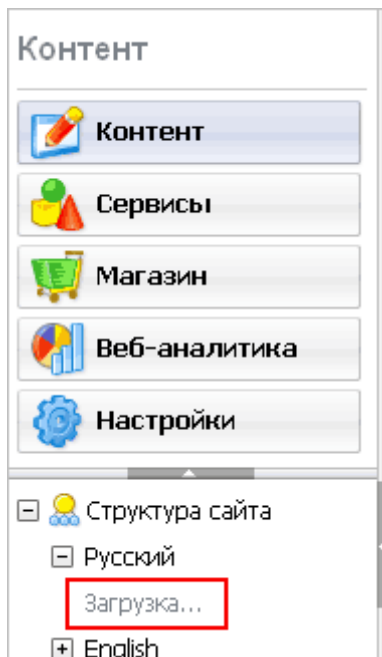 Контент
Контент
Сервисы
Магазин
Веб-аналитика
Настройки
Структура сайта
Русский
Загрузка...
English